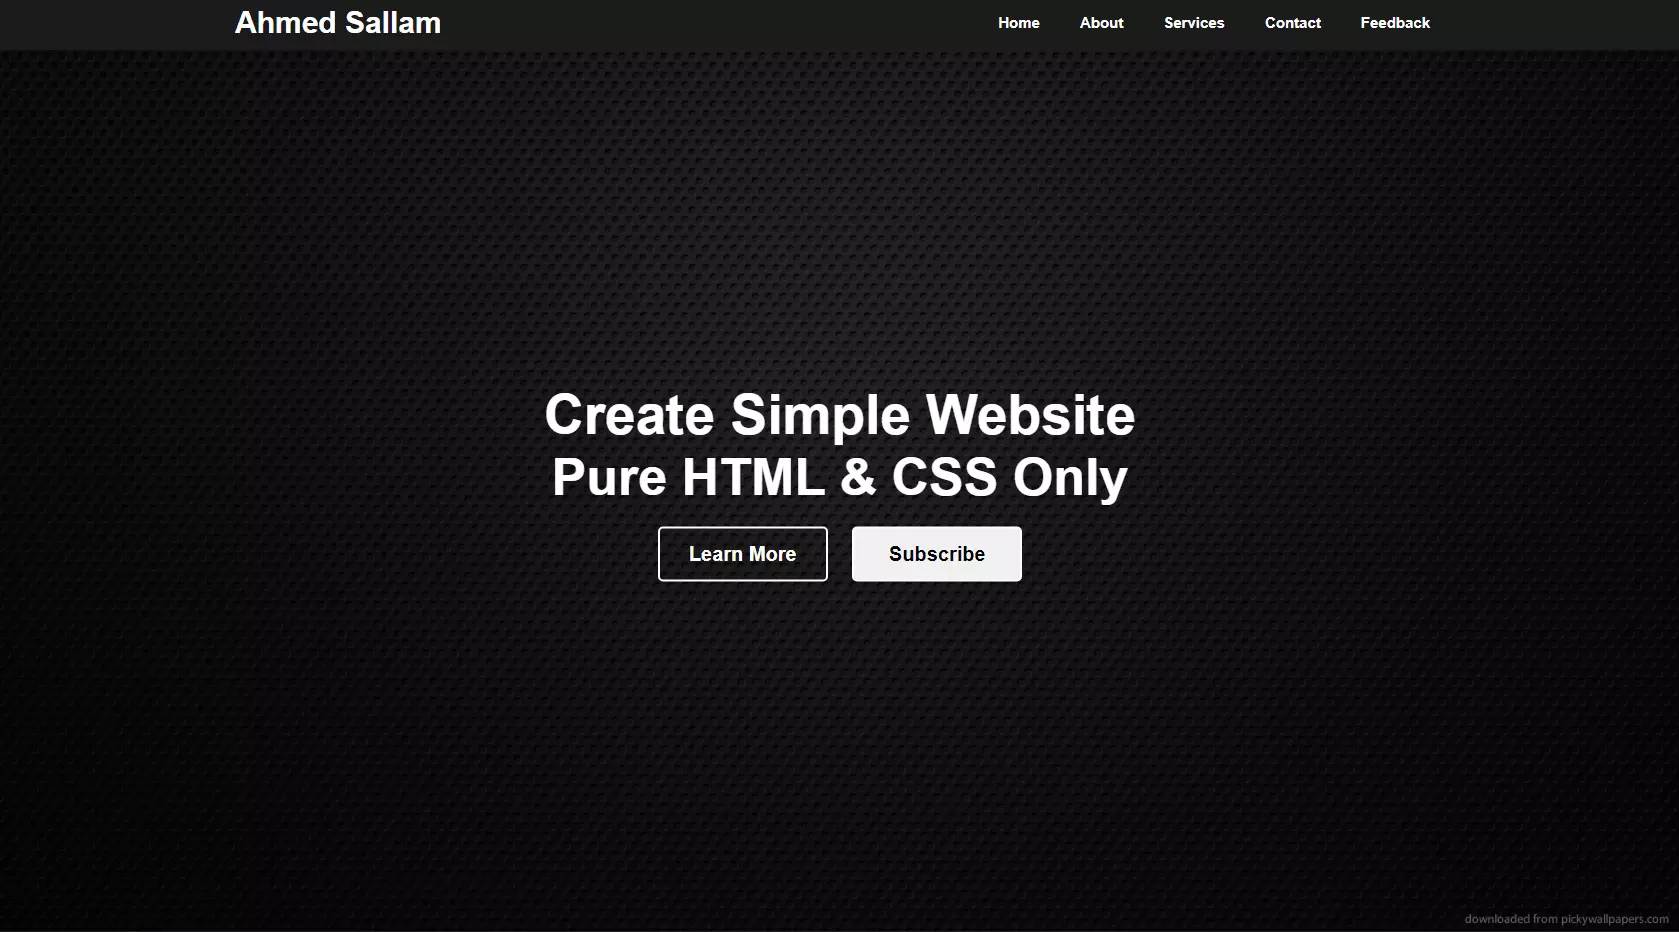 Ahmed Sallam
Home About Services Contact Feedback
Create Simple Website
Pure HTML & CSS Only
Learn More Subscribe
downloaded from pickywallpapers.com